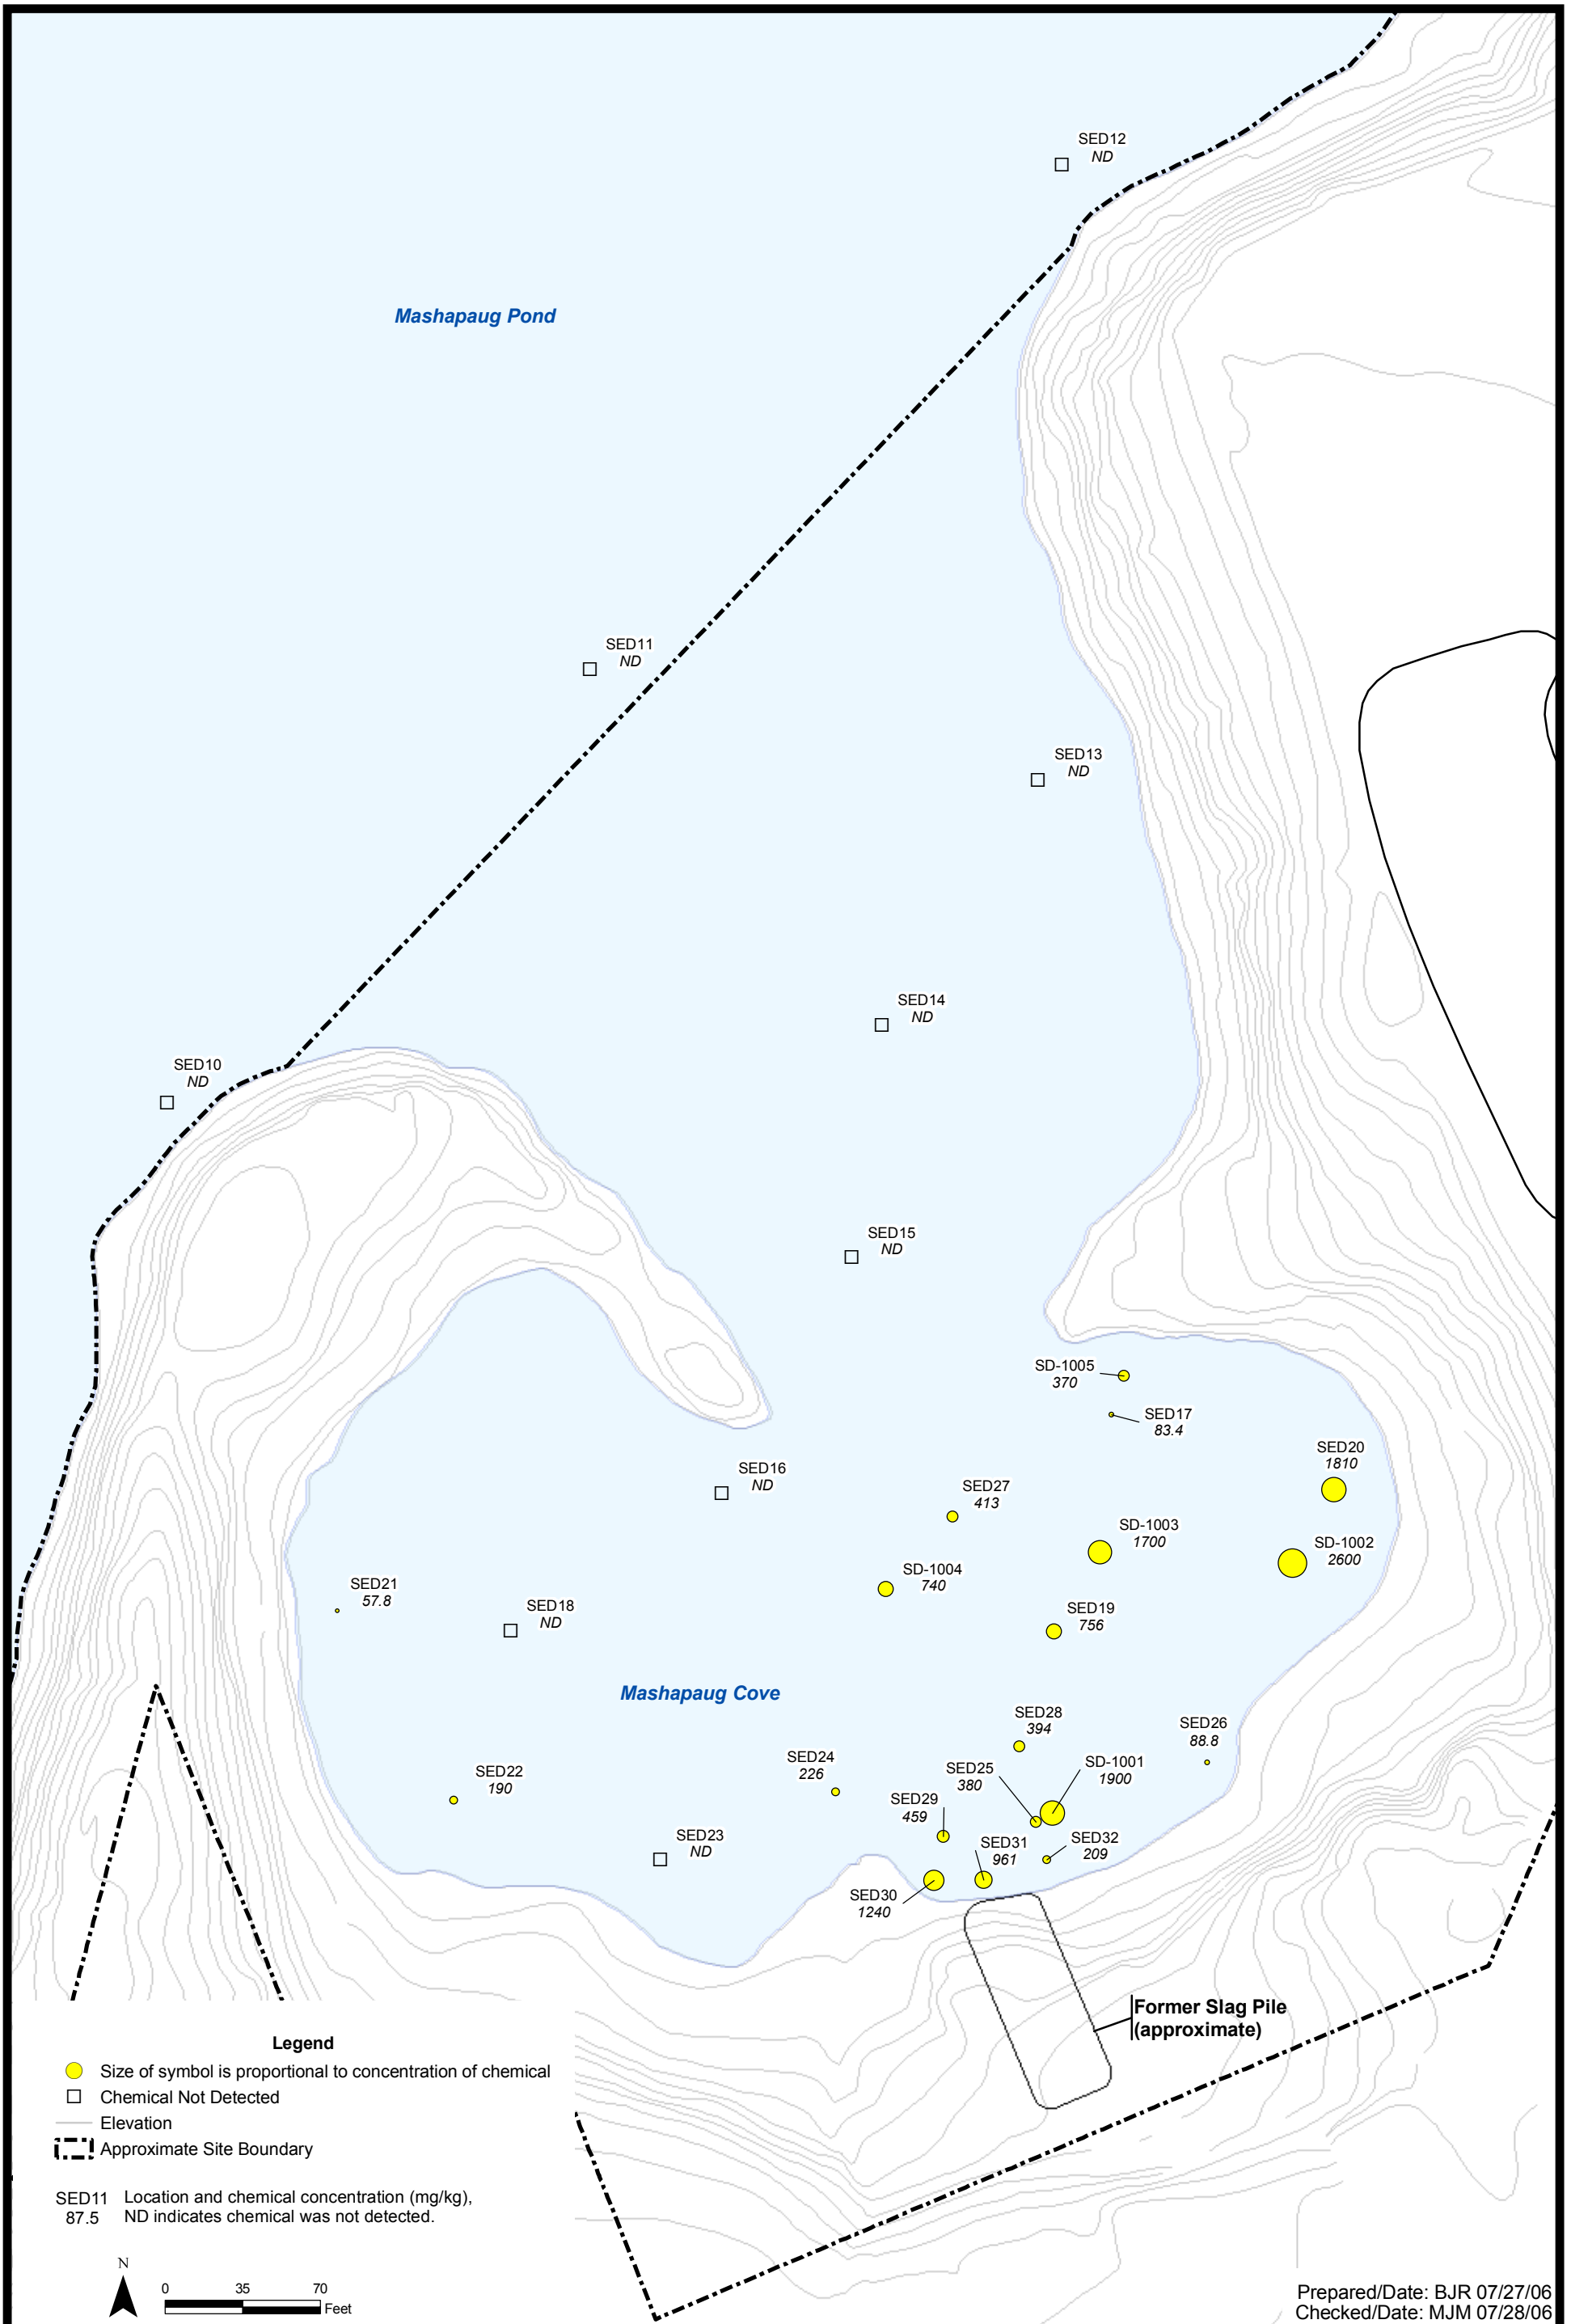 SED12
ND
Mashapaug Pond
SED11
ND
SED13
ND
SED14
ND
SED10
ND
SED15
ND
SD-1005
370
SED17
83.4
SED20
1810
SED16
ND
SED27
413
SD-1003
1700
SD-1002
2600
SED21
57.8
SD-1004
740
SED18
ND
SED19
756
Mashapaug Cove
SED28
394
SED26
88.8
SED22
190
SED24
226
SED25
380
SD-1001
1900
SED29
459
SED23
ND
SED31
961
SED32
209
SED30
1240
Former Slag Pile
(approximate)
Legend
Size of symbol is proportional to concentration of chemical
Chemical Not Detected
Elevation
Approximate Site Boundary
SED11 Location and chemical concentration (mg/kg),
87.5 ND indicates chemical was not detected.
N
0 35 70
Feet
Prepared/Date: BJR 07/27/06
Checked/Date: MJM 07/28/06